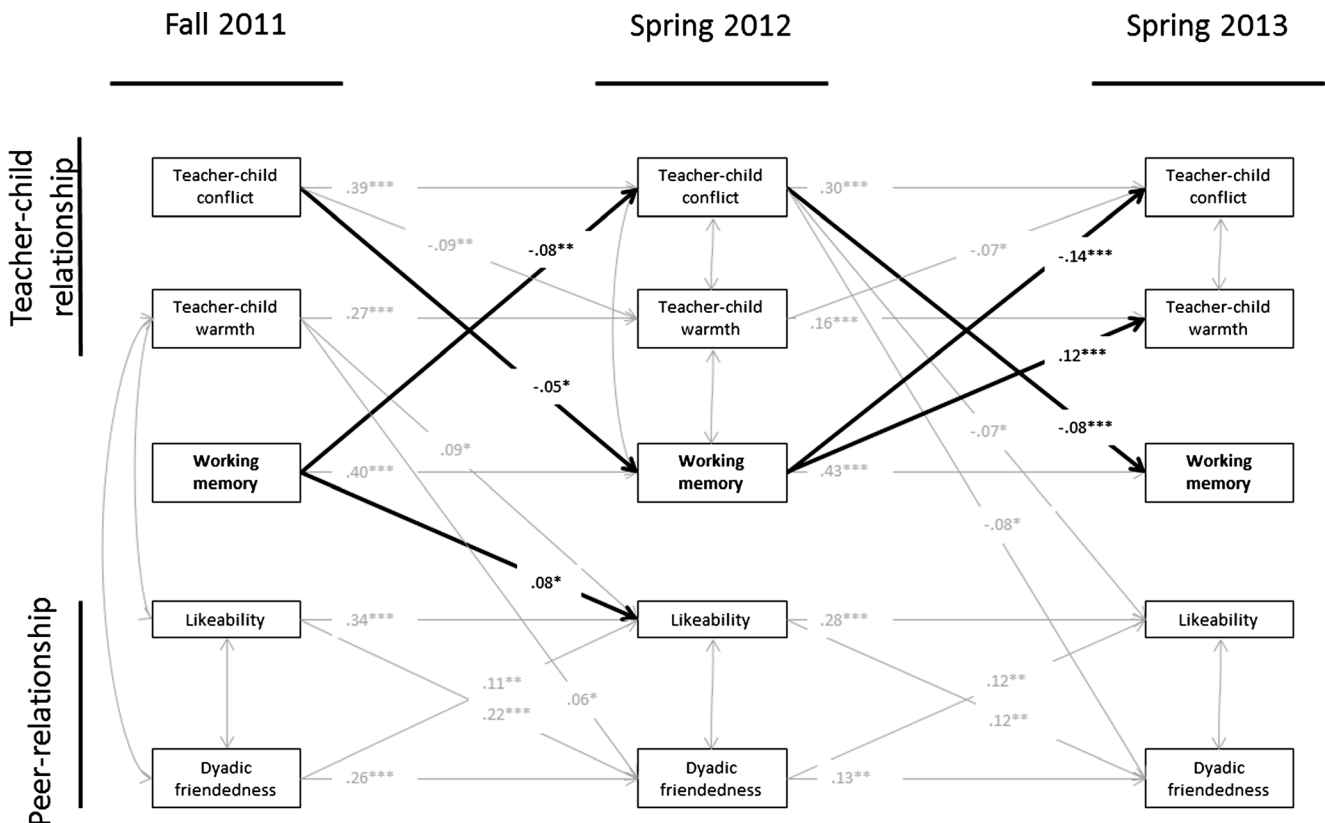 Fall 2011
Spring 2012
Spring 2013
Teacher-child
relationship
Peer-relationship
Teacher-child
conflict
.39***
Teacher-child
conflict
.30***
Teacher-child
conflict
-.09**
-.08**
-.07*
-.14***
Teacher-child
warmth
.27***
Teacher-child
warmth
.16***
Teacher-child
warmth
.12***
-.05*
-.07*
-.08***
.09*
Working
memory
.40***
Working
memory
.43***
Working
memory
-.08*
.08*
Likeability
.34***
Likeability
.28***
Likeability
.11**
.22***
.06*
.12**
.12**
Dyadic
friendedness
.26***
Dyadic
friendedness
.13**
Dyadic
friendedness